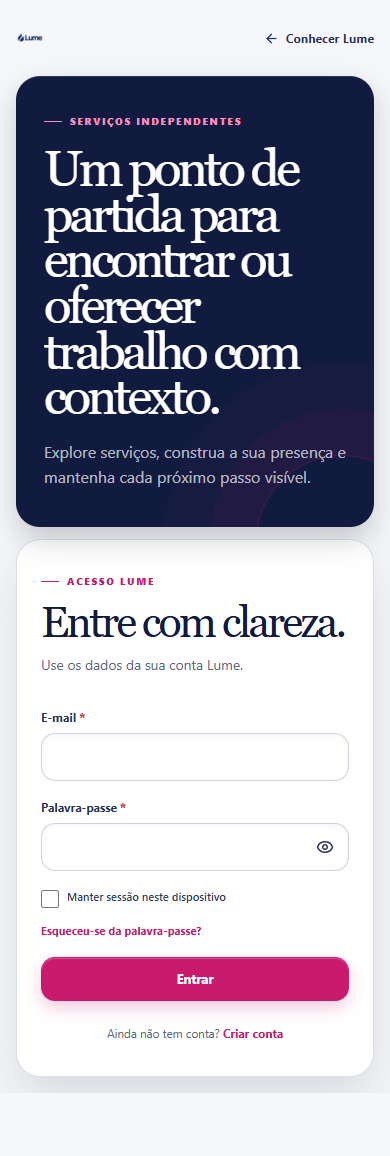 Lume
← Conhecer Lume
SERVIÇOS INDEPENDENTES
Um ponto de
partida para
encontrar ou
oferecer
trabalho com
contexto.
Explore serviços, construa a sua presença e
mantenha cada próximo passo visível.
ACESSO LUME
Entre com clareza.
Use os dados da sua conta Lume.
E-mail *
Palavra-passe *
Manter sessão neste dispositivo
Esqueceu-se da palavra-passe?
Entrar
Ainda não tem conta? Criar conta